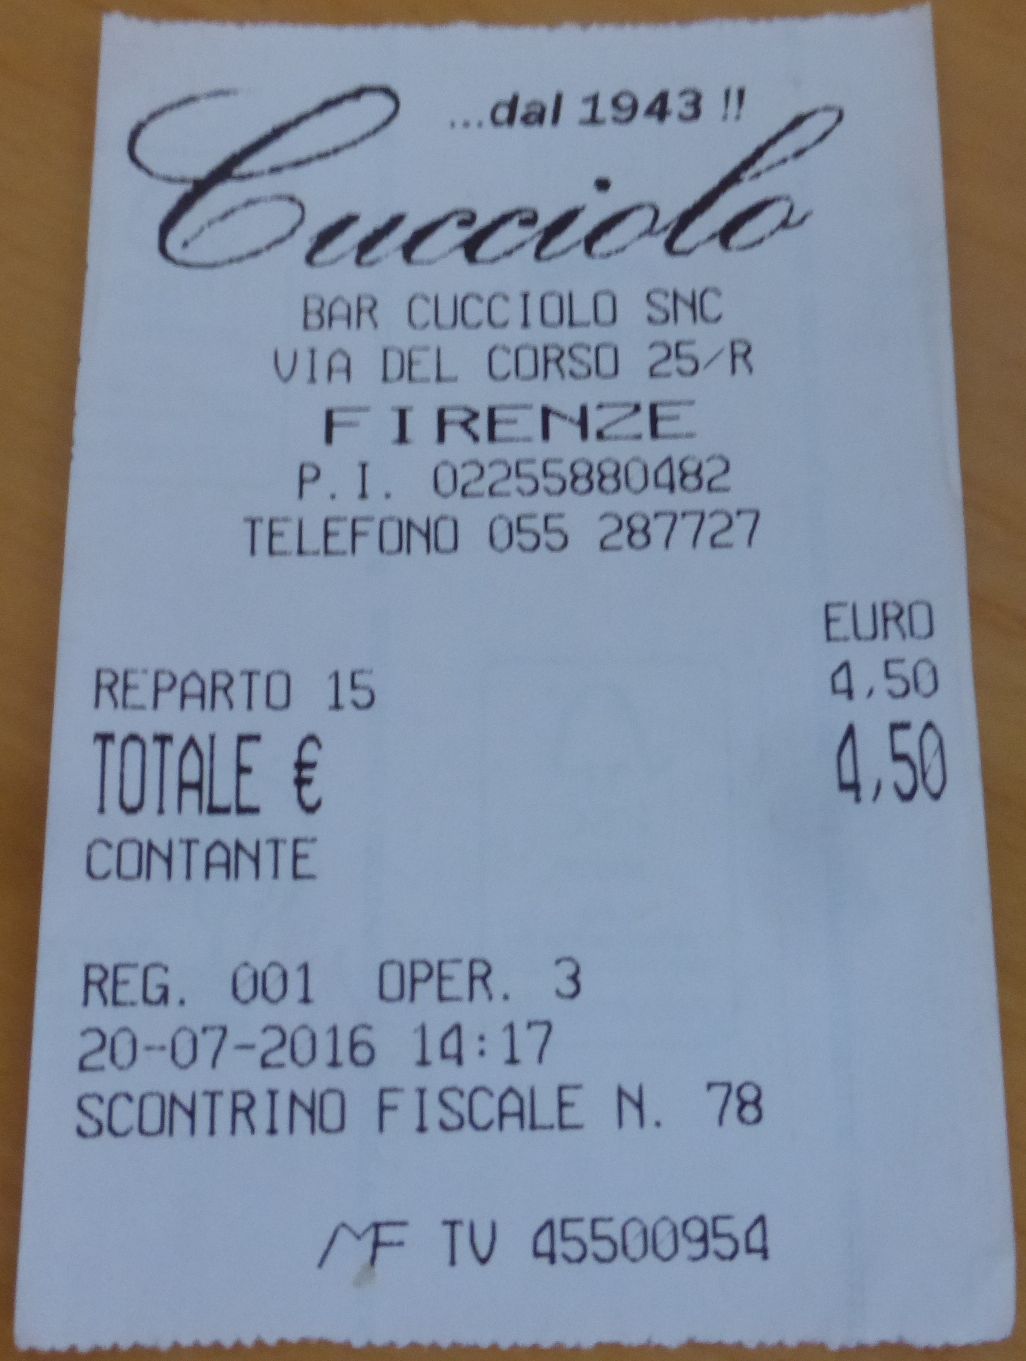 ...dal 1943 !!
Cucciolo
BAR CUCCIOLO SNC
VIA DEL CORSO 25/R
FIRENZE
P.I. 02255880482
TELEFONO 055 287727
EURO
REPARTO 15 4,50
TOTALE € 4,50
CONTANTE
REG. 001 OPER. 3
20-07-2016 14:17
SCONTRINO FISCALE N. 78
MF TV 45500954